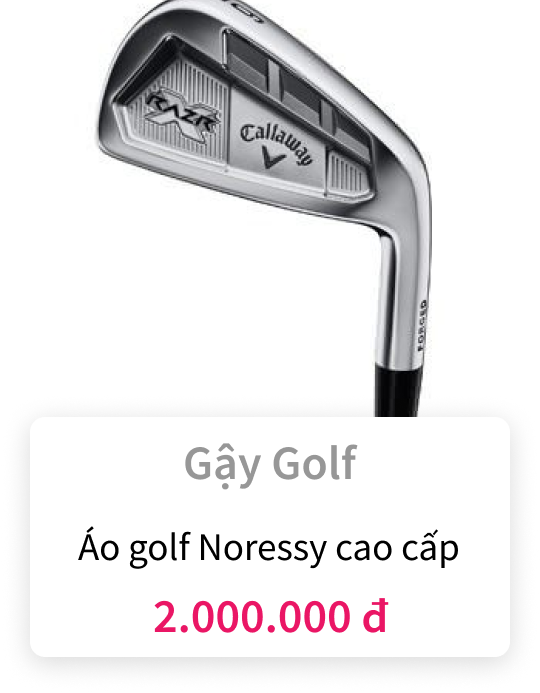 RAZR
X
Callaway
FORGED
Gậy Golf
Áo golf Noressy cao cấp
2.000.000 đ